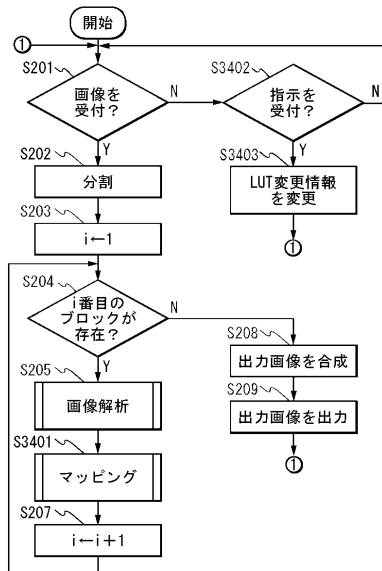 開始
①
S201
画像を
受付？
N
S3402
指示を
受付？
N
Y
Y
S202
分割
S3403
LUT変更情報
を変更
①
S203
i←1
S204
i番目の
ブロックが
存在？
N
Y
S208
出力画像を合成
S205
画像解析
S209
出力画像を出力
①
S3401
マッピング
S207
i←i＋1